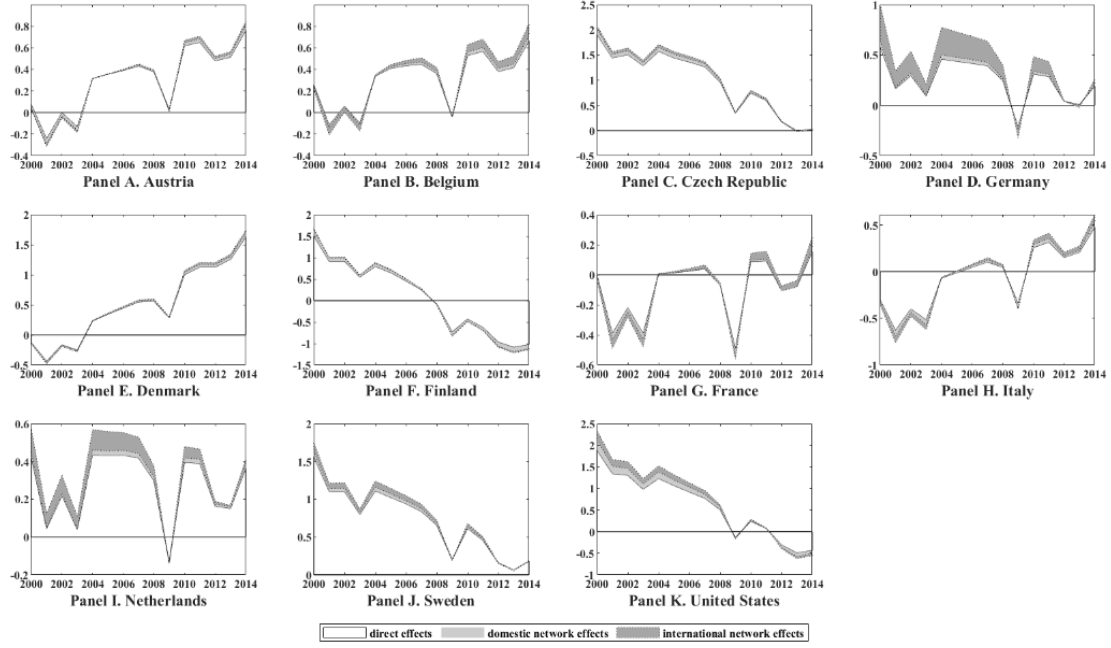 0.8
0.6
0.4
0.2
0
-0.2
-0.4
2000 2002 2004 2006 2008 2010 2012 2014
Panel A. Austria
0.8
0.6
0.4
0.2
0
-0.2
-0.4
2000 2002 2004 2006 2008 2010 2012 2014
Panel B. Belgium
2.5
2
1.5
1
0.5
0
-0.5
2000 2002 2004 2006 2008 2010 2012 2014
Panel C. Czech Republic
1
0.5
0
-0.5
2000 2002 2004 2006 2008 2010 2012 2014
Panel D. Germany
2
1.5
1
0.5
0
-0.5
2000 2002 2004 2006 2008 2010 2012 2014
Panel E. Denmark
2
1.5
1
0.5
0
-0.5
-1
-1.5
2000 2002 2004 2006 2008 2010 2012 2014
Panel F. Finland
0.4
0.2
0
-0.2
-0.4
-0.6
2000 2002 2004 2006 2008 2010 2012 2014
Panel G. France
0.5
0
-0.5
-1
2000 2002 2004 2006 2008 2010 2012 2014
Panel H. Italy
0.6
0.4
0.2
0
-0.2
2000 2002 2004 2006 2008 2010 2012 2014
Panel I. Netherlands
2
1.5
1
0.5
0
2000 2002 2004 2006 2008 2010 2012 2014
Panel J. Sweden
2.5
2
1.5
1
0.5
0
-0.5
-1
2000 2002 2004 2006 2008 2010 2012 2014
Panel K. United States
direct effects domestic network effects international network effects